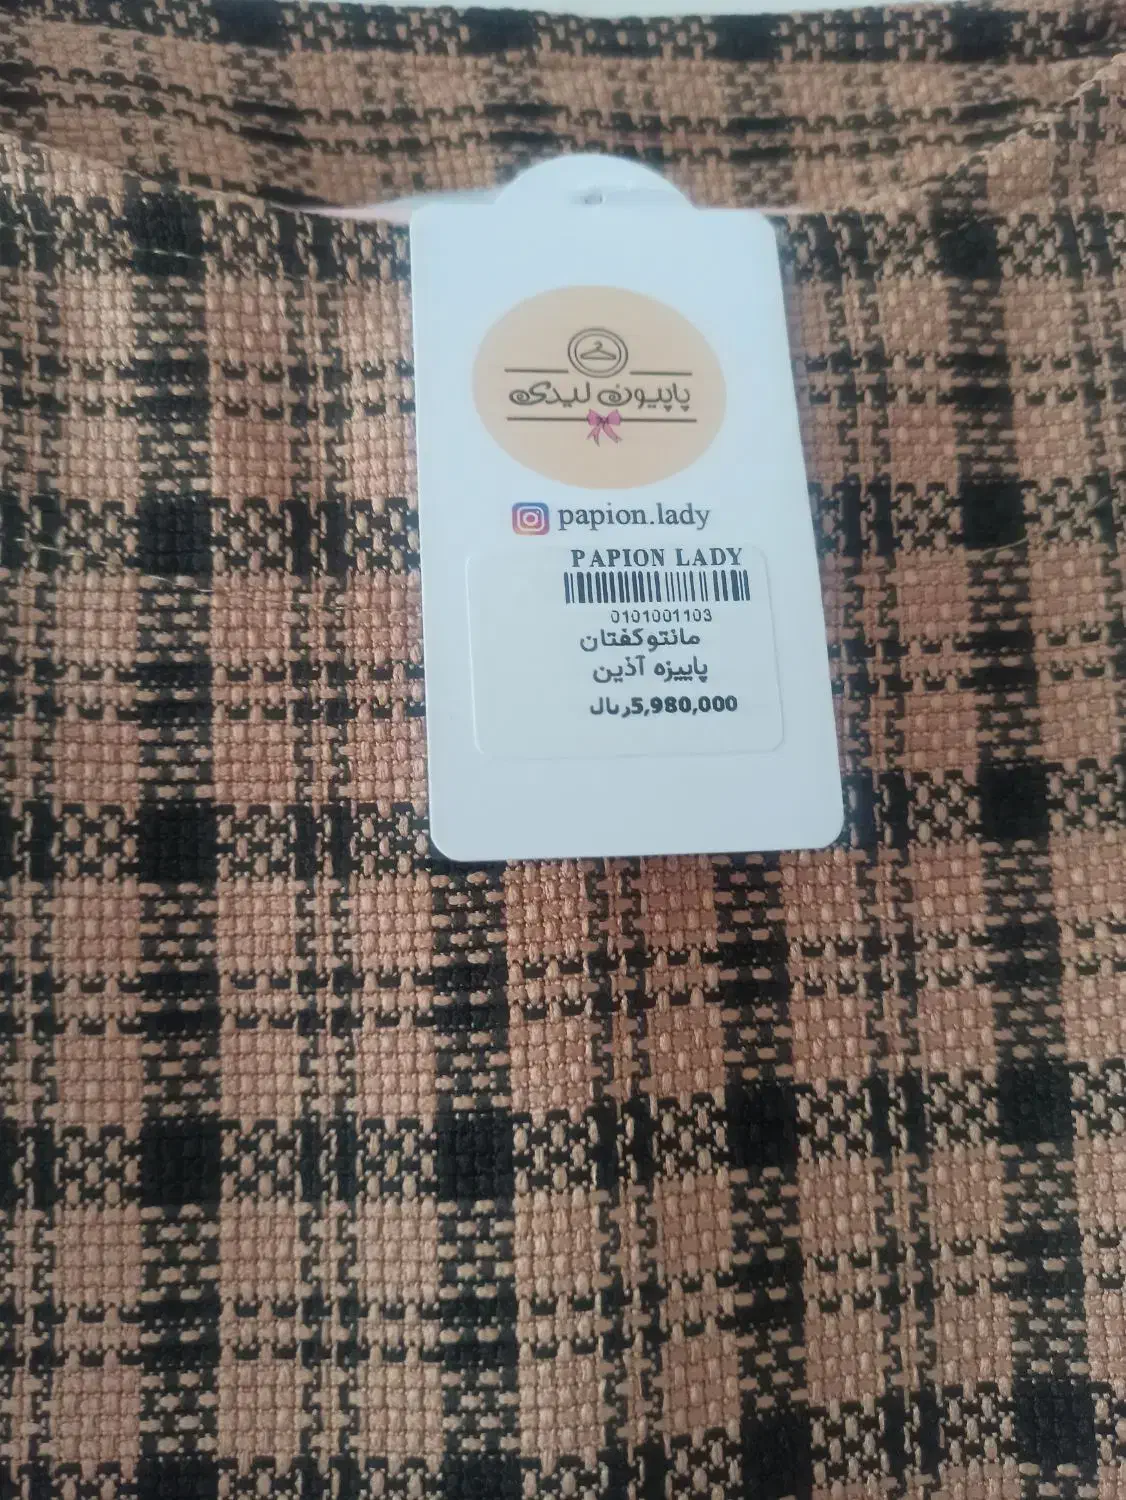 پاپیون لیدی
papion.lady
PAPION LADY
0101001103
مانتوکفتان
پاییزه آذین
5,980,000ریال